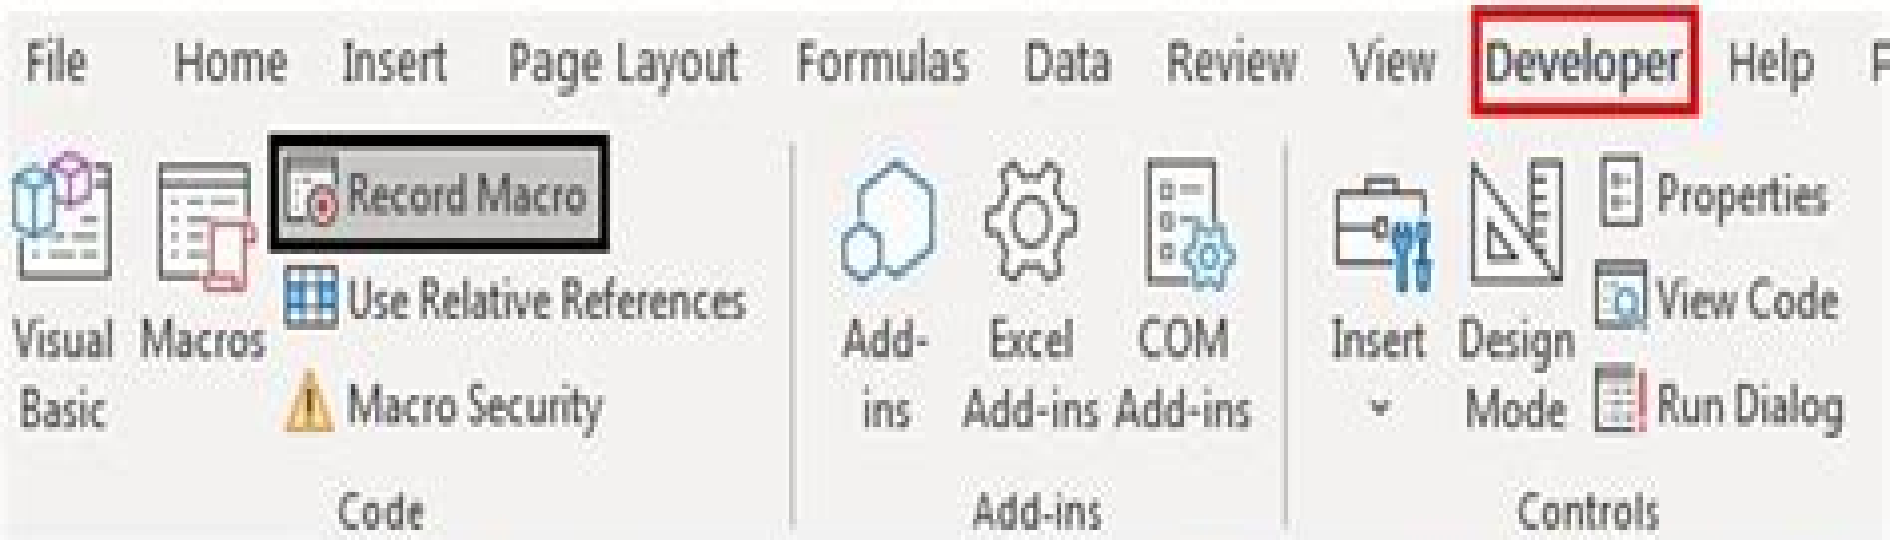 File Home Insert Page Layout Formulas Data Review View Developer Help
Visual
Basic
Macros
Record Macro
Use Relative References
Macro Security
Code
Add-
ins
Excel
Add-ins
COM
Add-ins
Add-ins
Insert
Design
Mode
Properties
View Code
Run Dialog
Controls